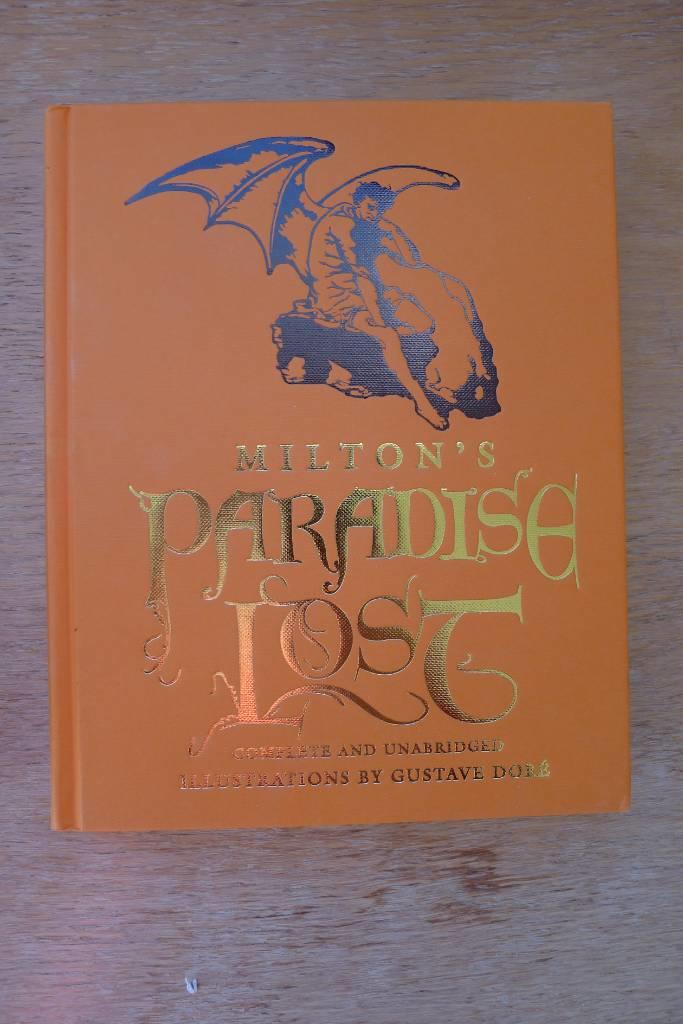 MILTON'S
PARADISE
LOST
COMPLETE AND UNABRIDGED
ILLUSTRATIONS BY GUSTAVE DORÉ